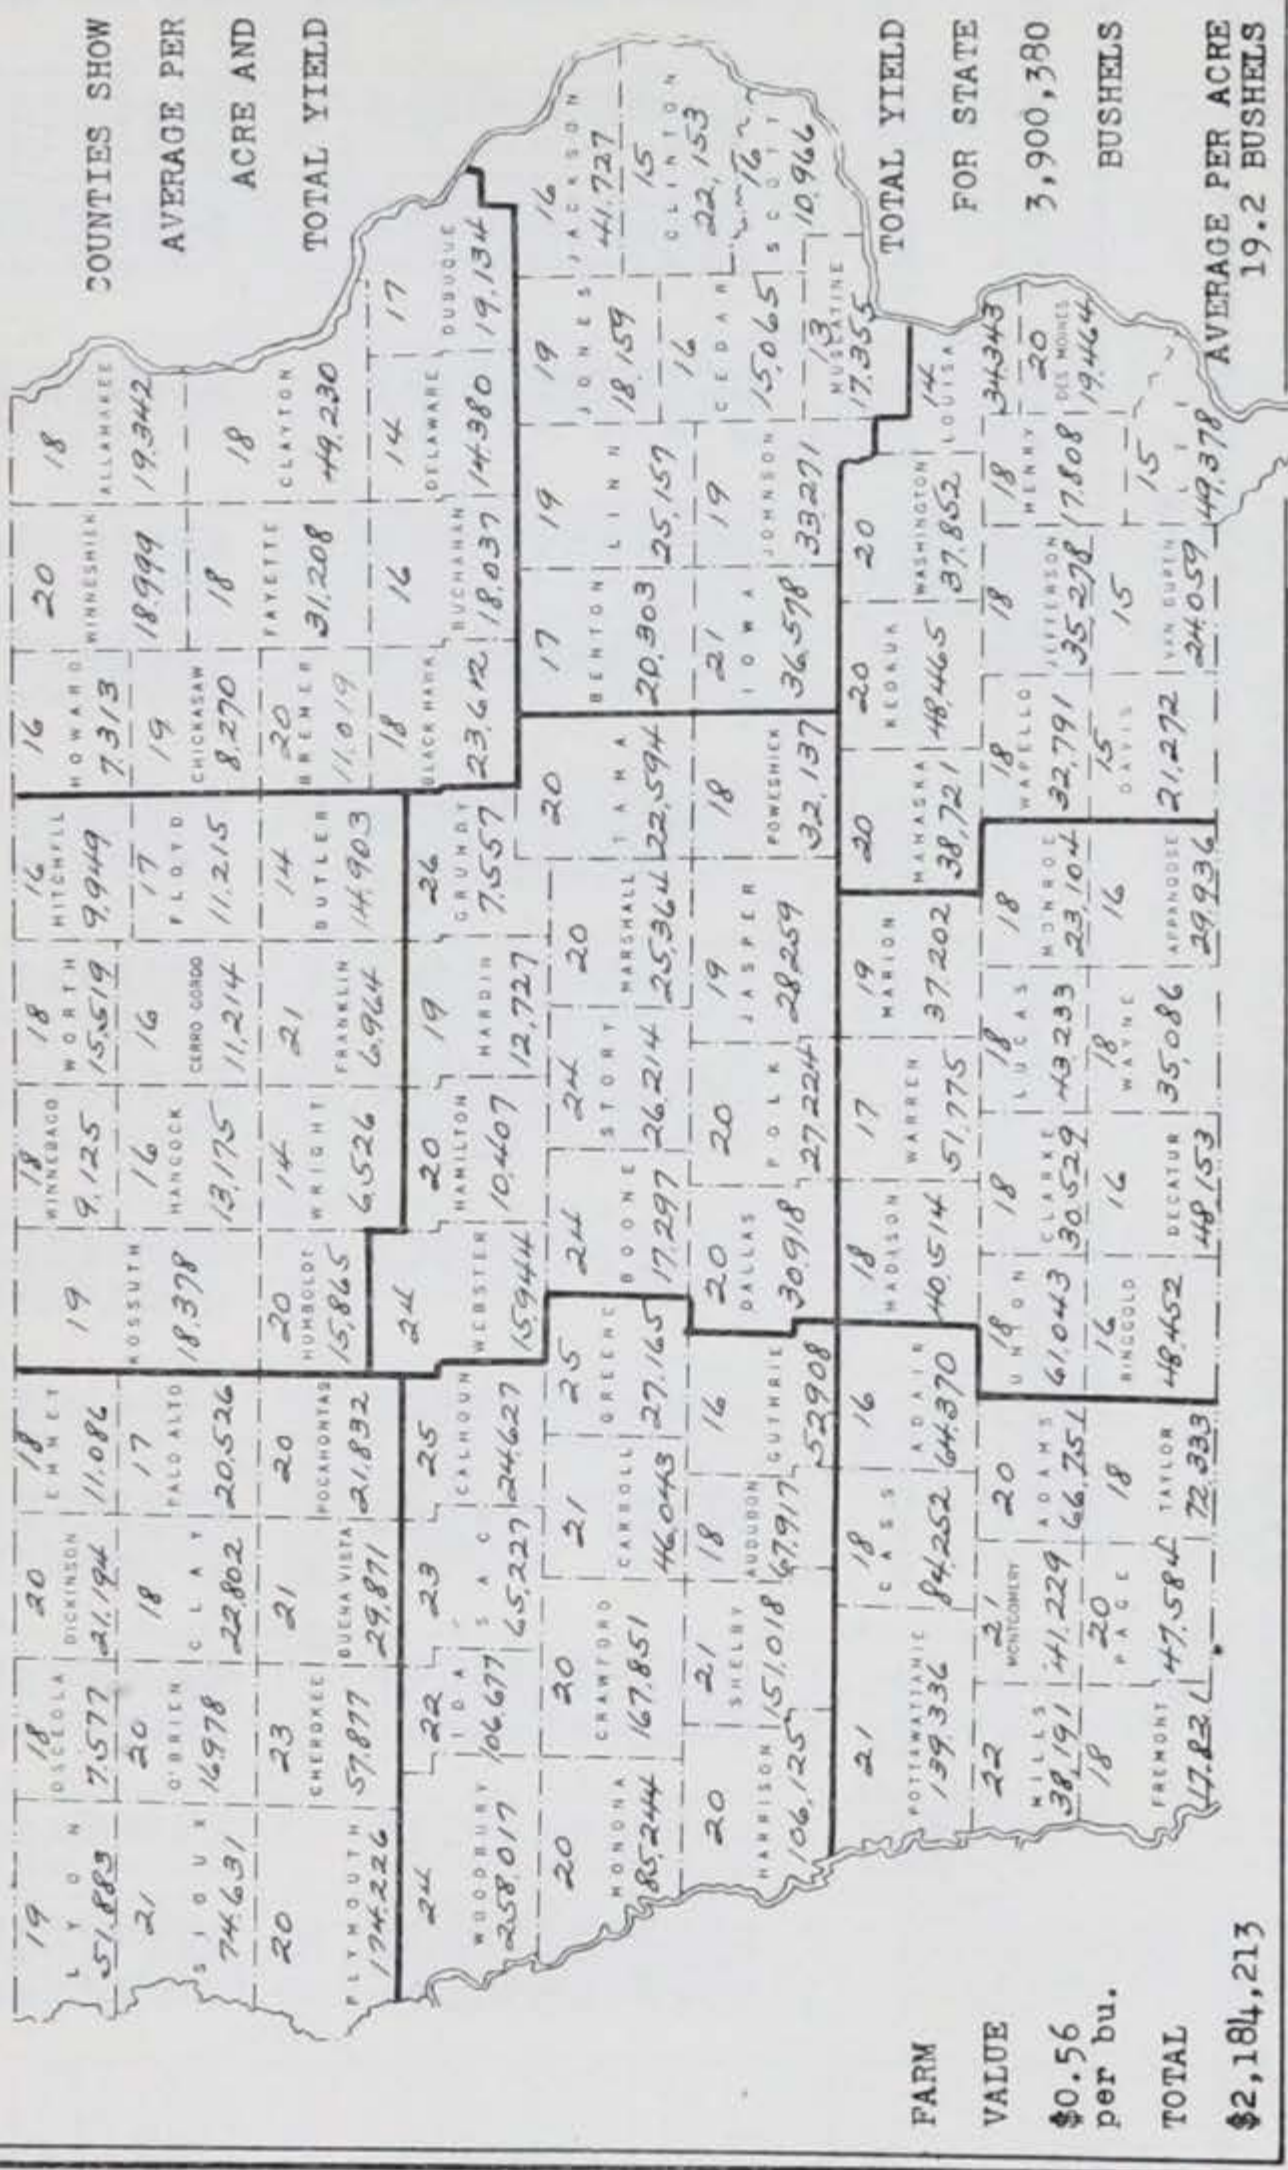 COUNTIES SHOW
AVERAGE PER
ACRE AND
TOTAL YIELD
19
LYON
51,883
18
OSCEOLA
7,577
20
DICKINSON
21,194
18
EMMET
11,086
19
KOSSUTH
18,378
18
WINNEBAGO
9,125
18
WORTH
15,519
16
MITCHELL
9,949
16
HOWARD
7,313
20
WINNESHIEK
18,999
18
ALLAMAKEE
19,342
21
SIOUX
74,631
20
O'BRIEN
16,978
18
CLAY
22,802
17
PALO ALTO
20,526
16
HANCOCK
13,175
16
CERRO GORDO
11,214
17
FLOYD
11,215
19
CHICKASAW
8,270
18
FAYETTE
31,208
18
CLAYTON
49,230
20
PLYMOUTH
174,226
23
CHEROKEE
57,877
21
BUENA VISTA
29,871
20
POCAHONTAS
21,832
20
HUMBOLDT
15,865
14
WRIGHT
6,526
21
FRANKLIN
6,964
14
BUTLER
14,903
20
BREMER
11,019
24
WOODBURY
258,017
22
IDA
106,677
23
SAC
65,227
25
CALHOUN
24,627
24
WEBSTER
15,944
20
HAMILTON
10,407
19
HARDIN
12,727
26
GRUNDY
7,557
18
BLACK HAWK
23,612
16
BUCHANAN
18,037
14
DELAWARE
14,380
17
DUBUQUE
19,134
20
MONONA
185,244
20
CRAWFORD
167,851
21
CARROLL
46,043
25
GREENE
27,165
24
BOONE
17,297
24
STORY
26,214
20
MARSHALL
25,364
20
TAMA
22,594
17
BENTON
20,303
19
LINN
25,157
19
JONES
18,159
16
JACKSON
41,727
15
CLINTON
22,153
20
HARRISON
106,125
21
SHELBY
151,018
18
AUDUBON
67,917
16
GUTHRIE
52,908
20
DALLAS
30,918
20
POLK
27,224
19
JASPER
28,259
18
POWESHIEK
32,137
21
IOWA
36,578
19
JOHNSON
33,271
16
CEDAR
15,065
16
SCOTT
10,966
13
MUSCATINE
17,355
21
POTTAWATTAMIE
139,336
18
CASS
84,252
16
ADAIR
64,370
18
MADISON
40,514
17
WARREN
51,775
19
MARION
37,202
20
MAHASKA
38,721
20
KEOKUK
48,465
20
WASHINGTON
37,852
14
LOUISA
34,343
22
MILLS
38,191
21
MONTGOMERY
41,229
20
ADAMS
66,751
18
UNION
61,043
18
CLARKE
30,529
18
LUCAS
43,233
18
MONROE
23,104
18
WAPELLO
32,791
18
JEFFERSON
35,278
18
HENRY
17,808
20
DES MOINES
19,464
18
FREMONT
17,821
20
PAGE
47,584
18
TAYLOR
72,333
16
RINGGOLD
48,452
16
DECATUR
48,153
18
WAYNE
35,086
16
APPANOOSE
29,936
15
DAVIS
21,272
15
VAN BUREN
24,059
15
LEE
49,378
FARM
VALUE
$0.56
per bu.
TOTAL
$2,184,213
TOTAL YIELD
FOR STATE
3,900,380
BUSHELS
AVERAGE PER ACRE
19.2 BUSHELS